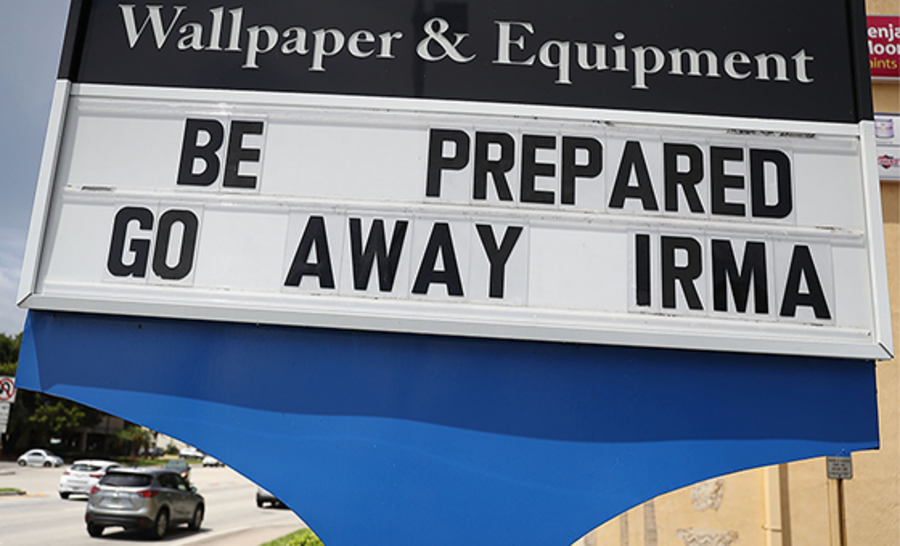 Wallpaper & Equipment
BE PREPARED
GO AWAY IRMA